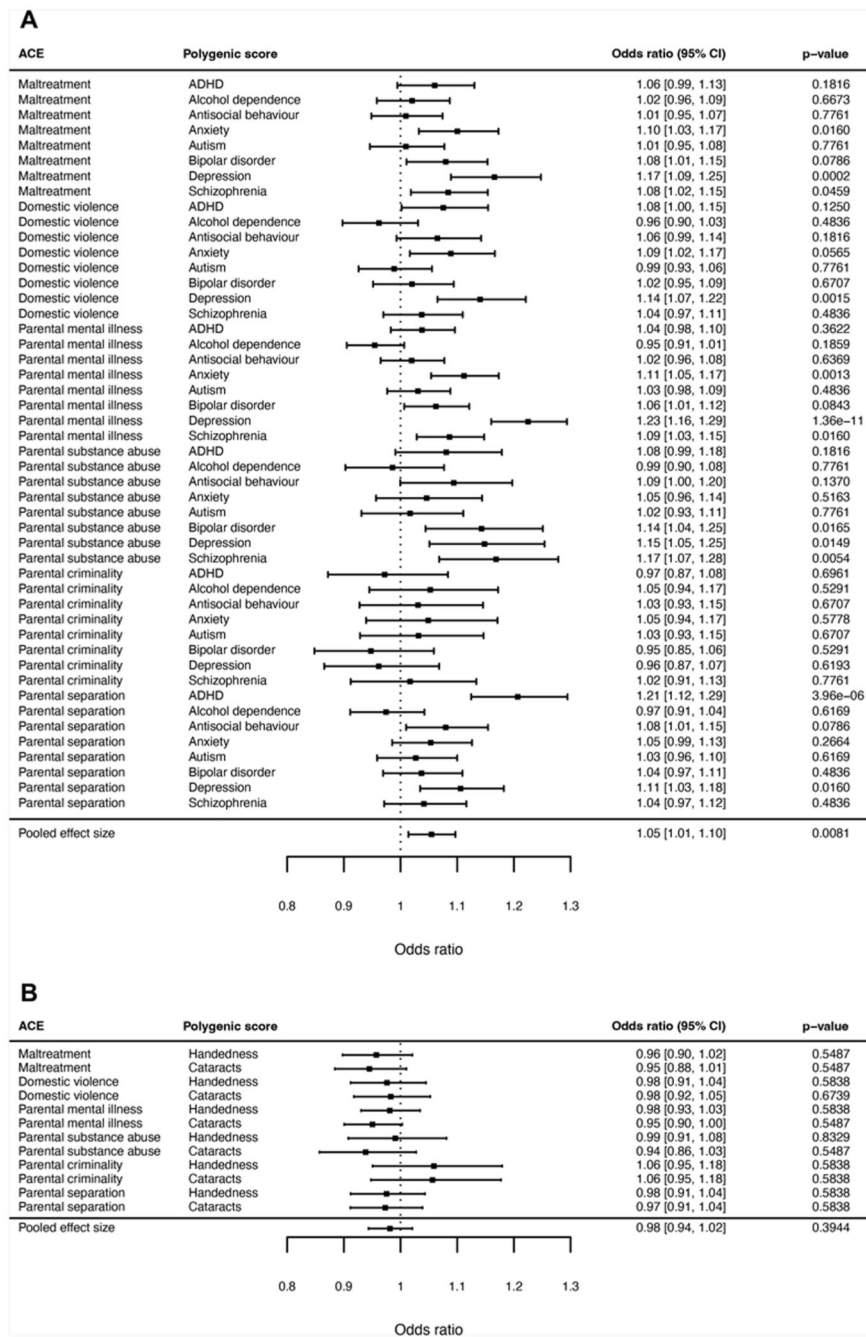 A
ACE Polygenic score Odds ratio (95% CI) p−value
Maltreatment ADHD 1.06 [0.99, 1.13] 0.1816
Maltreatment Alcohol dependence 1.02 [0.96, 1.09] 0.6673
Maltreatment Antisocial behaviour 1.01 [0.95, 1.07] 0.7761
Maltreatment Anxiety 1.10 [1.03, 1.17] 0.0160
Maltreatment Autism 1.01 [0.95, 1.08] 0.7761
Maltreatment Bipolar disorder 1.08 [1.01, 1.15] 0.0786
Maltreatment Depression 1.17 [1.09, 1.25] 0.0002
Maltreatment Schizophrenia 1.08 [1.02, 1.15] 0.0459
Domestic violence ADHD 1.08 [1.00, 1.15] 0.1250
Domestic violence Alcohol dependence 0.96 [0.90, 1.03] 0.4836
Domestic violence Antisocial behaviour 1.06 [0.99, 1.14] 0.1816
Domestic violence Anxiety 1.09 [1.02, 1.17] 0.0565
Domestic violence Autism 0.99 [0.93, 1.06] 0.7761
Domestic violence Bipolar disorder 1.02 [0.95, 1.09] 0.6707
Domestic violence Depression 1.14 [1.07, 1.22] 0.0015
Domestic violence Schizophrenia 1.04 [0.97, 1.11] 0.4836
Parental mental illness ADHD 1.04 [0.98, 1.10] 0.3622
Parental mental illness Alcohol dependence 0.95 [0.91, 1.01] 0.1859
Parental mental illness Antisocial behaviour 1.02 [0.96, 1.08] 0.6369
Parental mental illness Anxiety 1.11 [1.05, 1.17] 0.0013
Parental mental illness Autism 1.03 [0.98, 1.09] 0.4836
Parental mental illness Bipolar disorder 1.06 [1.01, 1.12] 0.0843
Parental mental illness Depression 1.23 [1.16, 1.29] 1.36e−11
Parental mental illness Schizophrenia 1.09 [1.03, 1.15] 0.0160
Parental substance abuse ADHD 1.08 [0.99, 1.18] 0.1816
Parental substance abuse Alcohol dependence 0.99 [0.90, 1.08] 0.7761
Parental substance abuse Antisocial behaviour 1.09 [1.00, 1.20] 0.1370
Parental substance abuse Anxiety 1.05 [0.96, 1.14] 0.5163
Parental substance abuse Autism 1.02 [0.93, 1.11] 0.7761
Parental substance abuse Bipolar disorder 1.14 [1.04, 1.25] 0.0165
Parental substance abuse Depression 1.15 [1.05, 1.25] 0.0149
Parental substance abuse Schizophrenia 1.17 [1.07, 1.28] 0.0054
Parental criminality ADHD 0.97 [0.87, 1.08] 0.6961
Parental criminality Alcohol dependence 1.05 [0.94, 1.17] 0.5291
Parental criminality Antisocial behaviour 1.03 [0.93, 1.15] 0.6707
Parental criminality Anxiety 1.05 [0.94, 1.17] 0.5778
Parental criminality Autism 1.03 [0.93, 1.15] 0.6707
Parental criminality Bipolar disorder 0.95 [0.85, 1.06] 0.5291
Parental criminality Depression 0.96 [0.87, 1.07] 0.6193
Parental criminality Schizophrenia 1.02 [0.91, 1.13] 0.7761
Parental separation ADHD 1.21 [1.12, 1.29] 3.96e−06
Parental separation Alcohol dependence 0.97 [0.91, 1.04] 0.6169
Parental separation Antisocial behaviour 1.08 [1.01, 1.15] 0.0786
Parental separation Anxiety 1.05 [0.99, 1.13] 0.2664
Parental separation Autism 1.03 [0.96, 1.10] 0.6169
Parental separation Bipolar disorder 1.04 [0.97, 1.11] 0.4836
Parental separation Depression 1.11 [1.03, 1.18] 0.0160
Parental separation Schizophrenia 1.04 [0.97, 1.12] 0.4836
Pooled effect size 1.05 [1.01, 1.10] 0.0081
0.8 0.9 1 1.1 1.2 1.3
Odds ratio
B
ACE Polygenic score Odds ratio (95% CI) p−value
Maltreatment Handedness 0.96 [0.90, 1.02] 0.5487
Maltreatment Cataracts 0.95 [0.88, 1.01] 0.5487
Domestic violence Handedness 0.98 [0.91, 1.04] 0.5838
Domestic violence Cataracts 0.98 [0.92, 1.05] 0.6739
Parental mental illness Handedness 0.98 [0.93, 1.03] 0.5838
Parental mental illness Cataracts 0.95 [0.90, 1.00] 0.5487
Parental substance abuse Handedness 0.99 [0.91, 1.08] 0.8329
Parental substance abuse Cataracts 0.94 [0.86, 1.03] 0.5487
Parental criminality Handedness 1.06 [0.95, 1.18] 0.5838
Parental criminality Cataracts 1.06 [0.95, 1.18] 0.5838
Parental separation Handedness 0.98 [0.91, 1.04] 0.5838
Parental separation Cataracts 0.97 [0.91, 1.04] 0.5838
Pooled effect size 0.98 [0.94, 1.02] 0.3944
0.8 0.9 1 1.1 1.2 1.3
Odds ratio